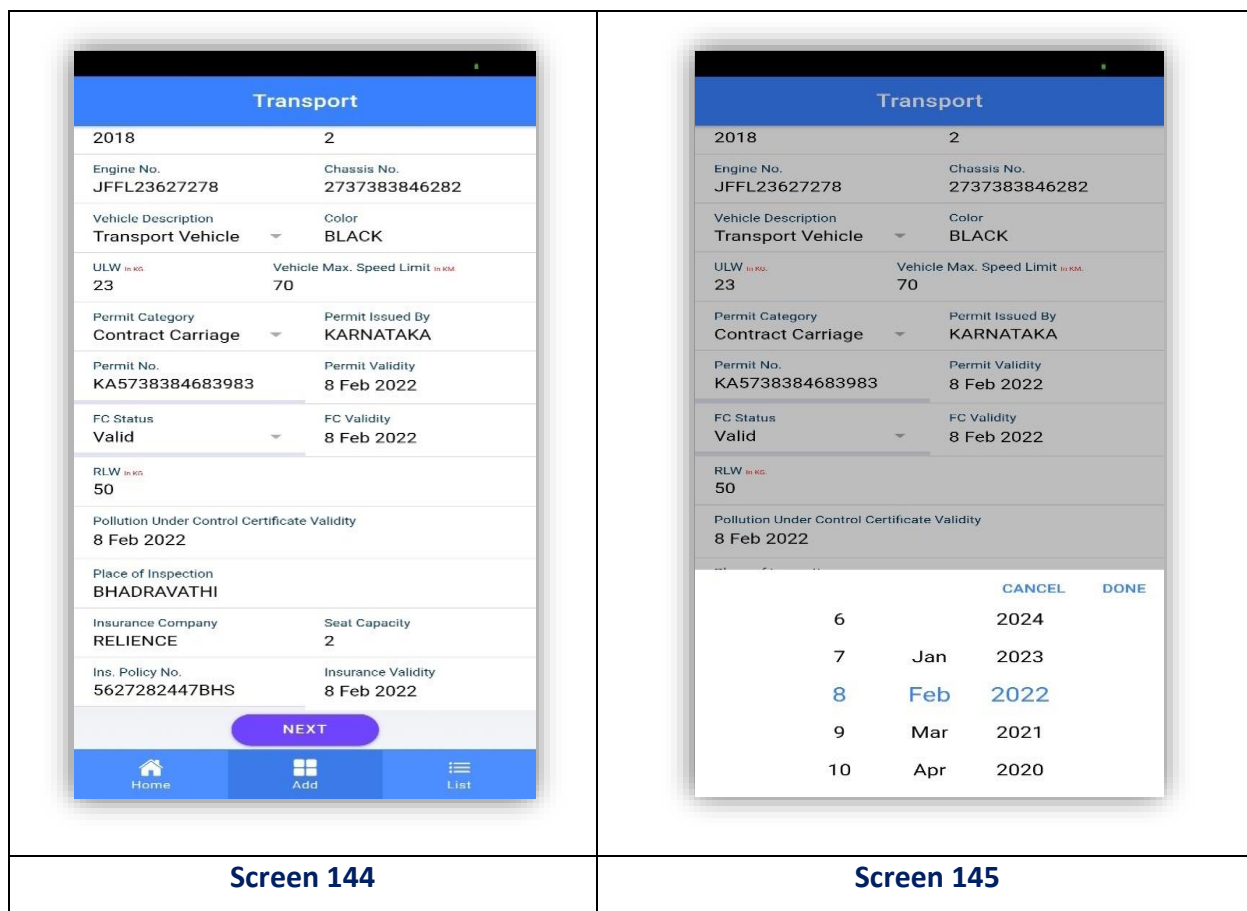 Transport
2018 2
Engine No. Chassis No.
JFFL23627278 2737383846282
Vehicle Description Color
Transport Vehicle BLACK
ULW In KG. Vehicle Max. Speed Limit In KM.
23 70
Permit Category Permit Issued By
Contract Carriage KARNATAKA
Permit No. Permit Validity
KA5738384683983 8 Feb 2022
FC Status FC Validity
Valid 8 Feb 2022
RLW In KG.
50
Pollution Under Control Certificate Validity
8 Feb 2022
Place of Inspection
BHADRAVATHI
Insurance Company Seat Capacity
RELIENCE 2
Ins. Policy No. Insurance Validity
5627282447BHS 8 Feb 2022
NEXT
Home Add List
Screen 144
Transport
2018 2
Engine No. Chassis No.
JFFL23627278 2737383846282
Vehicle Description Color
Transport Vehicle BLACK
ULW In KG. Vehicle Max. Speed Limit In KM.
23 70
Permit Category Permit Issued By
Contract Carriage KARNATAKA
Permit No. Permit Validity
KA5738384683983 8 Feb 2022
FC Status FC Validity
Valid 8 Feb 2022
RLW In KG.
50
Pollution Under Control Certificate Validity
8 Feb 2022
CANCEL DONE
6 2024
7 Jan 2023
8 Feb 2022
9 Mar 2021
10 Apr 2020
Screen 145